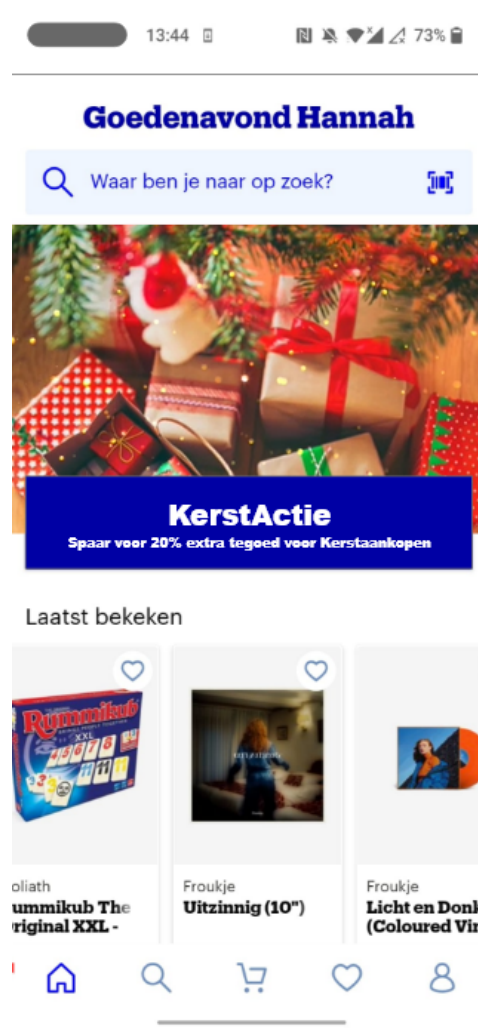 13:44
73%
Goedenavond Hannah
Waar ben je naar op zoek?
KerstActie
Spaar voor 20% extra tegoed voor Kerstaankopen
Laatst bekeken
Rummikub
XXL
oliath
Froukje
Froukje
ummikub The
riginal XXL -
Uitzinnig (10")
Licht en Donk
(Coloured Vin